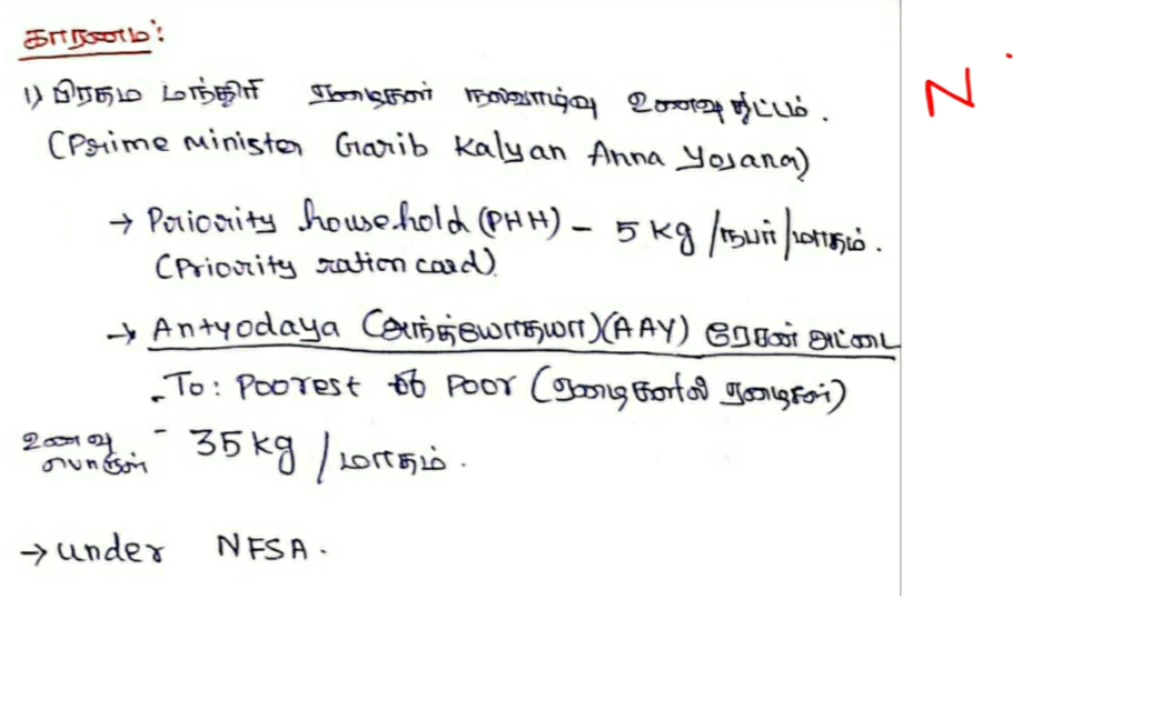 காரணம்:
1) பிரதம மந்திரி ஏழைகள் நல்வாழ்வு உணவு திட்டம்.
(Prime Minister Garib Kalyan Anna Yojana)
→ Priority household (PHH) - 5 kg /நபர்/மாதம்.
(Priority ration card)
→ Antyodaya (அந்த்யோதயா)(AAY) ரேசன் அட்டை
- To: Poorest of Poor (ஏழைகளில் ஏழைகள்)
உணவு பொருள் - 35 kg / மாதம்.
→ under NFSA.
N